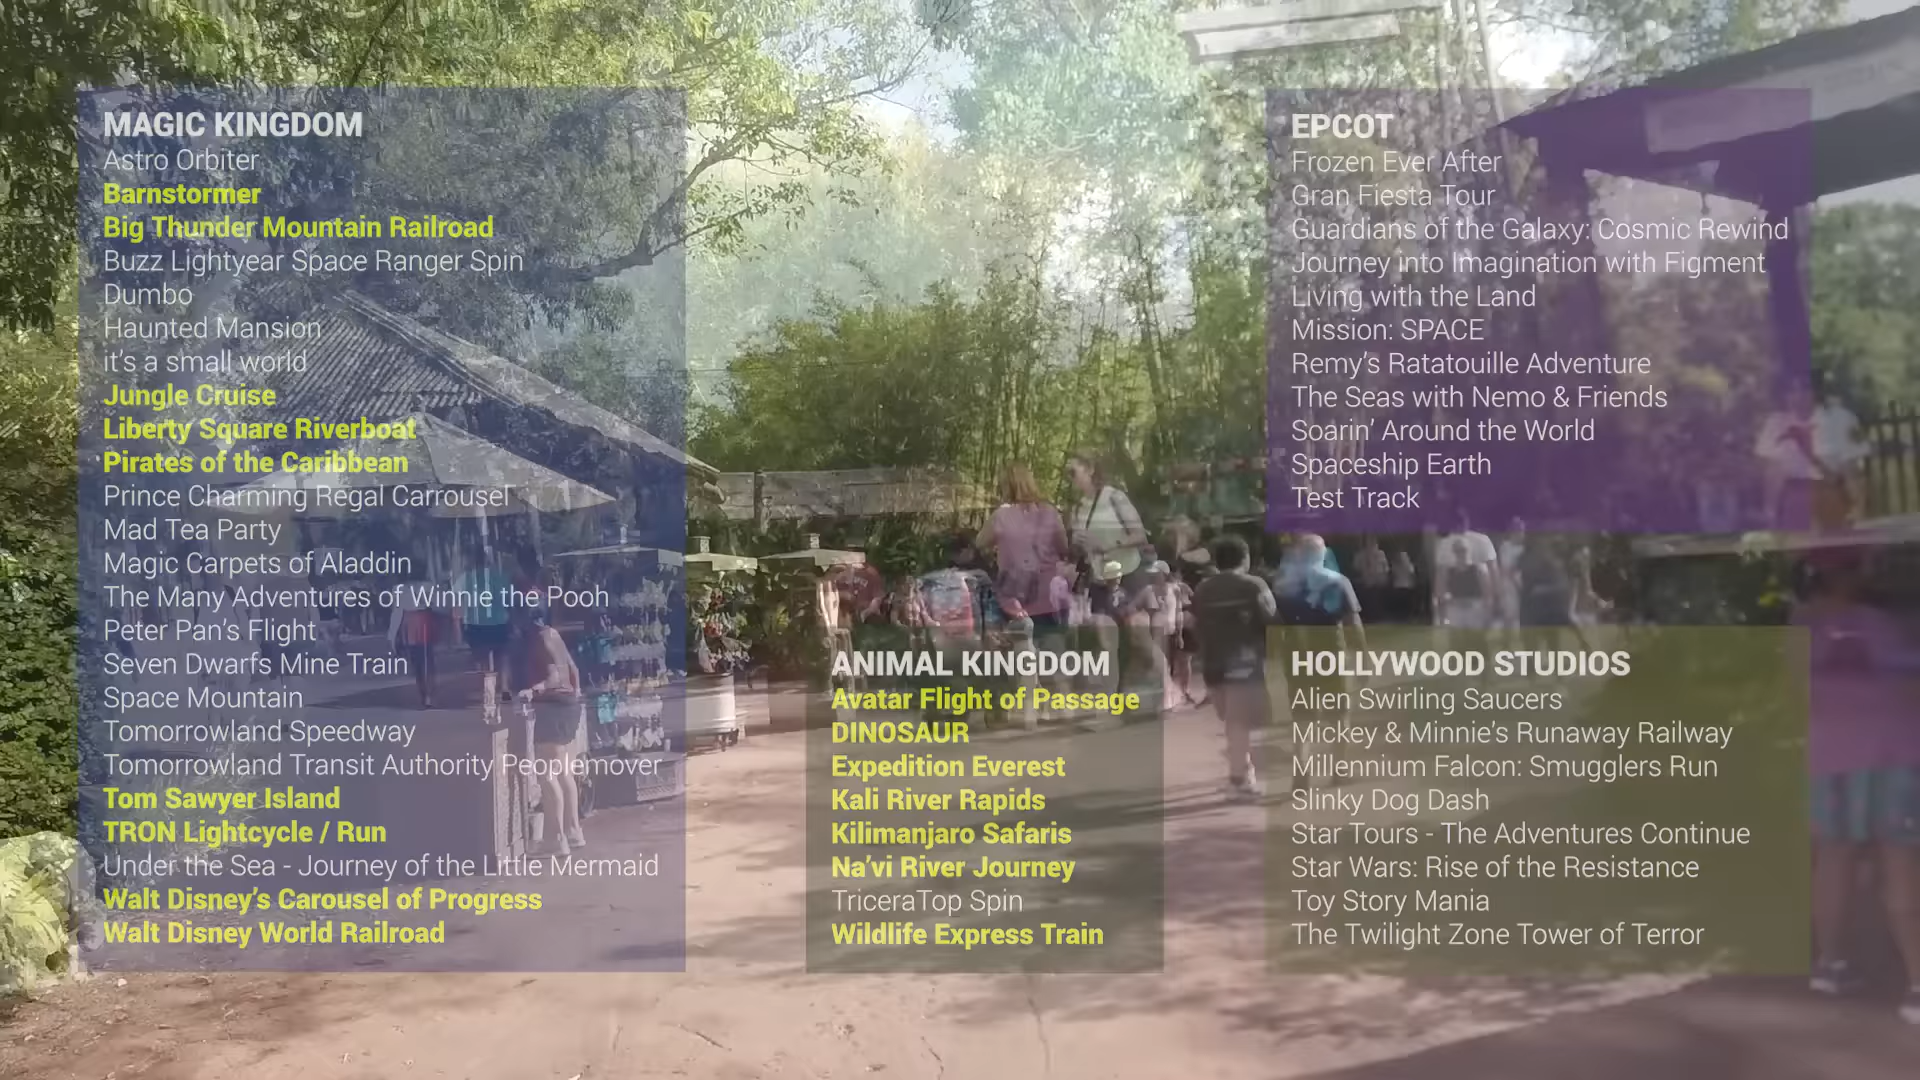 MAGIC KINGDOM
Astro Orbiter
Barnstormer
Big Thunder Mountain Railroad
Buzz Lightyear Space Ranger Spin
Dumbo
Haunted Mansion
it's a small world
Jungle Cruise
Liberty Square Riverboat
Pirates of the Caribbean
Prince Charming Regal Carrousel
Mad Tea Party
Magic Carpets of Aladdin
The Many Adventures of Winnie the Pooh
Peter Pan's Flight
Seven Dwarfs Mine Train
Space Mountain
Tomorrowland Speedway
Tomorrowland Transit Authority Peoplemover
Tom Sawyer Island
TRON Lightcycle / Run
Under the Sea - Journey of the Little Mermaid
Walt Disney's Carousel of Progress
Walt Disney World Railroad
ANIMAL KINGDOM
Avatar Flight of Passage
DINOSAUR
Expedition Everest
Kali River Rapids
Kilimanjaro Safaris
Na'vi River Journey
TriceraTop Spin
Wildlife Express Train
EPCOT
Frozen Ever After
Gran Fiesta Tour
Guardians of the Galaxy: Cosmic Rewind
Journey into Imagination with Figment
Living with the Land
Mission: SPACE
Remy's Ratatouille Adventure
The Seas with Nemo & Friends
Soarin' Around the World
Spaceship Earth
Test Track
HOLLYWOOD STUDIOS
Alien Swirling Saucers
Mickey & Minnie's Runaway Railway
Millennium Falcon: Smugglers Run
Slinky Dog Dash
Star Tours - The Adventures Continue
Star Wars: Rise of the Resistance
Toy Story Mania
The Twilight Zone Tower of Terror